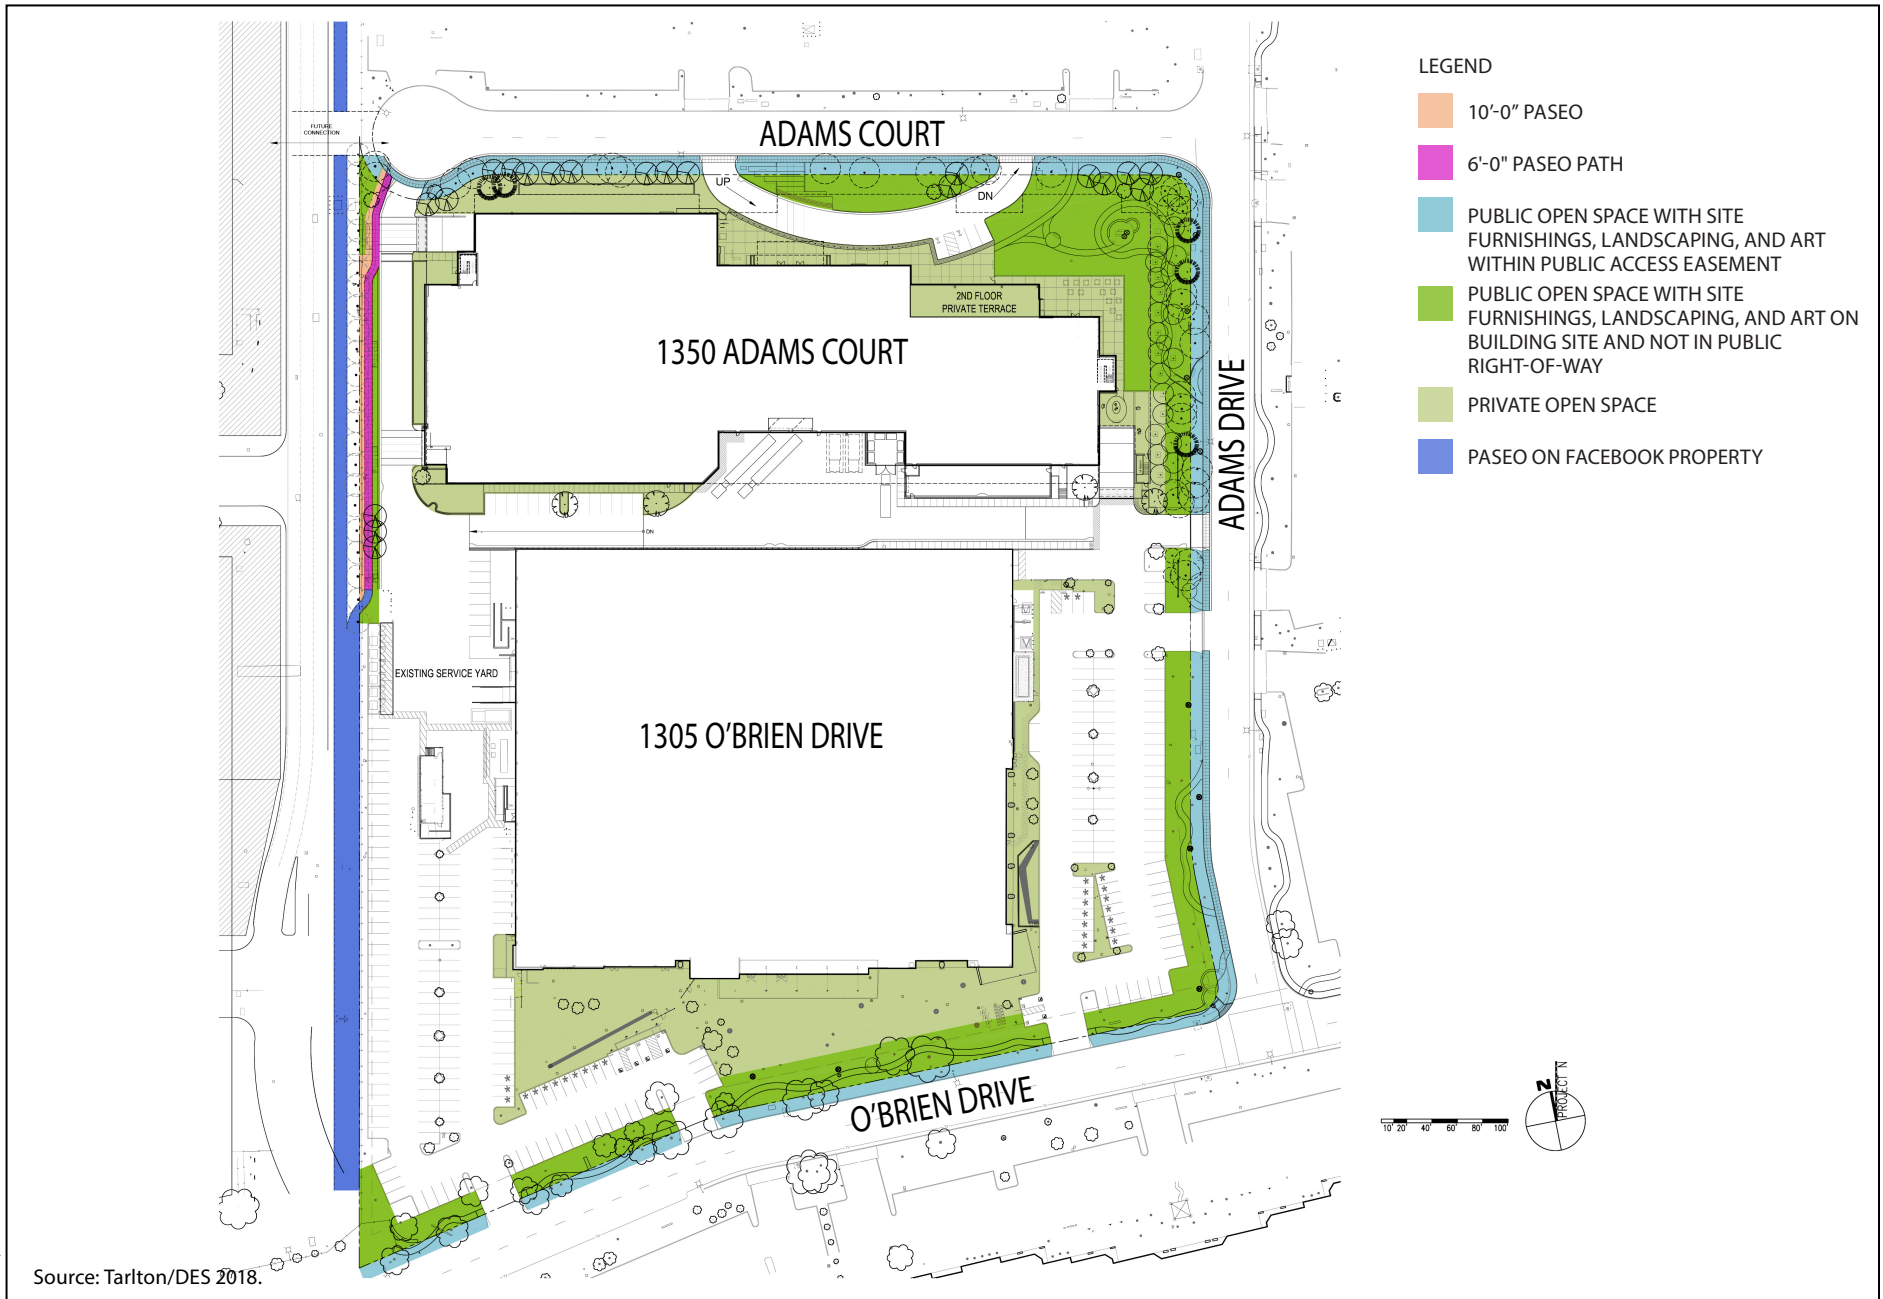 LEGEND
10'-0" PASEO
6'-0" PASEO PATH
PUBLIC OPEN SPACE WITH SITE
FURNISHINGS, LANDSCAPING, AND ART
WITHIN PUBLIC ACCESS EASEMENT
PUBLIC OPEN SPACE WITH SITE
FURNISHINGS, LANDSCAPING, AND ART ON
BUILDING SITE AND NOT IN PUBLIC
RIGHT-OF-WAY
PRIVATE OPEN SPACE
PASEO ON FACEBOOK PROPERTY
FUTURE
CONNECTION
ADAMS COURT
UP
DN
2ND FLOOR
PRIVATE TERRACE
1350 ADAMS COURT
ADAMS DRIVE
DN
EXISTING SERVICE YARD
1305 O'BRIEN DRIVE
O'BRIEN DRIVE
10' 20' 40' 60' 80' 100'
N
PROJECT N
Source: Tarlton/DES 2018.